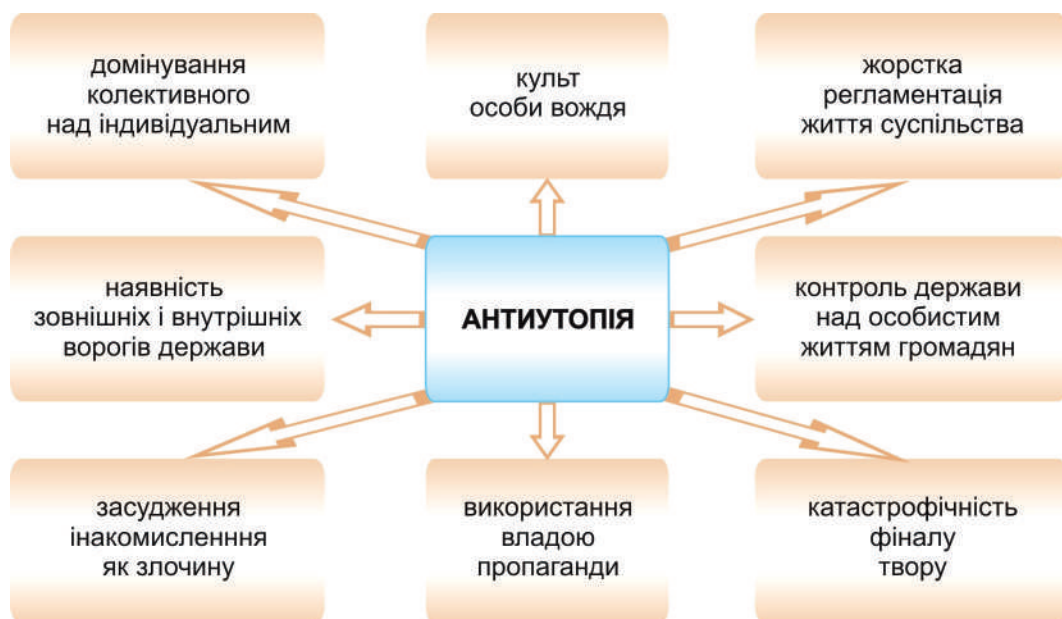 домінування
колективного
над індивідуальним
культ
особи вождя
жорстка
регламентація
життя суспільства
наявність
зовнішніх і внутрішніх
ворогів держави
АНТИУТОПІЯ
контроль держави
над особистим
життям громадян
засудження
інакомисленння
як злочину
використання
владою
пропаганди
катастрофічність
фіналу
твору